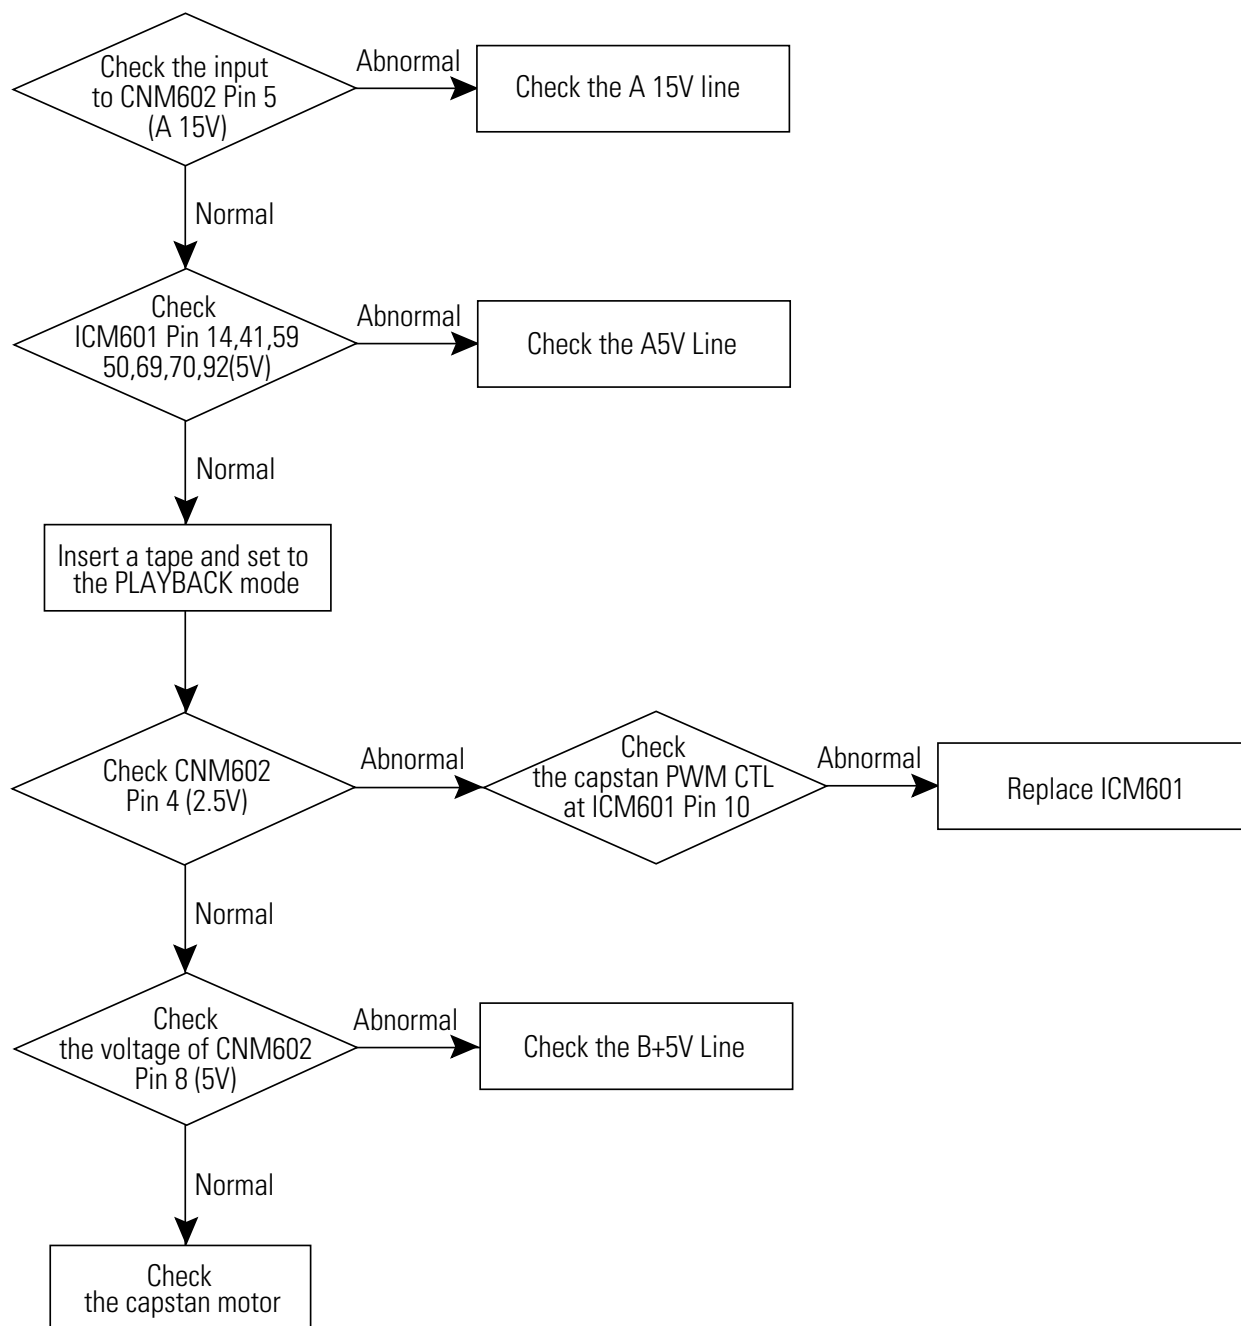 Check the input
to CNM602 Pin 5
(A 15V)
Abnormal
Check the A 15V line
Normal
Check
ICM601 Pin 14,41,59
50,69,70,92(5V)
Abnormal
Check the A5V Line
Normal
Insert a tape and set to
the PLAYBACK mode
Check CNM602
Pin 4 (2.5V)
Abnormal
Check
the capstan PWM CTL
at ICM601 Pin 10
Abnormal
Replace ICM601
Normal
Check
the voltage of CNM602
Pin 8 (5V)
Abnormal
Check the B+5V Line
Normal
Check
the capstan motor